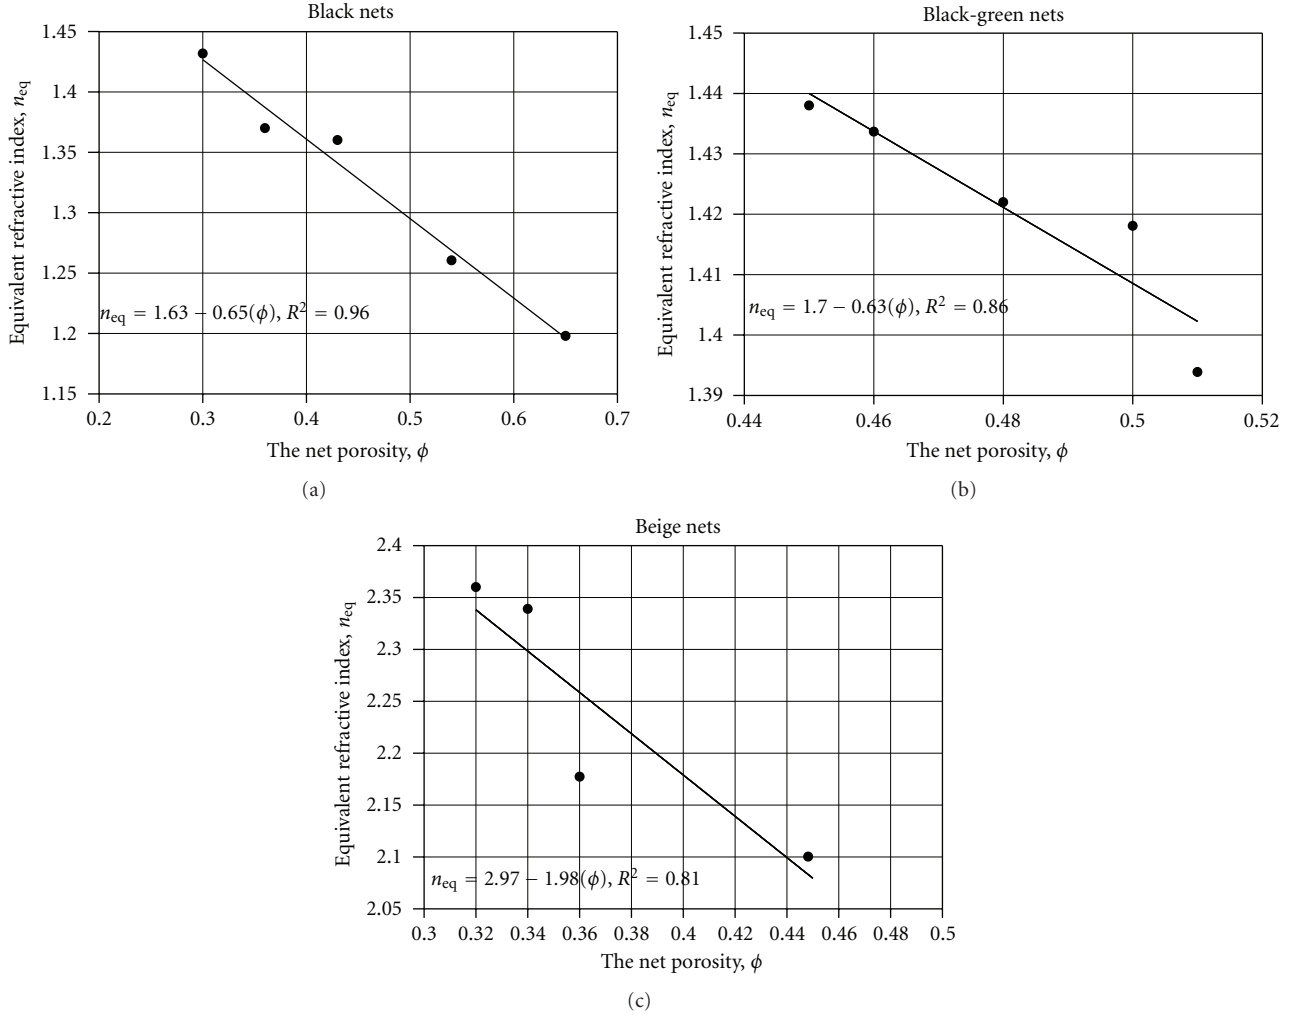 Black nets
Equivalent refractive index, n_eq
1.45
1.4
1.35
1.3
1.25
1.2
1.15
n_eq = 1.63 − 0.65(ϕ), R² = 0.96
0.2 0.3 0.4 0.5 0.6 0.7
The net porosity, ϕ
(a)
Black-green nets
Equivalent refractive index, n_eq
1.45
1.44
1.43
1.42
1.41
1.4
1.39
n_eq = 1.7 − 0.63(ϕ), R² = 0.86
0.44 0.46 0.48 0.5 0.52
The net porosity, ϕ
(b)
Beige nets
Equivalent refractive index, n_eq
2.4
2.35
2.3
2.25
2.2
2.15
2.1
2.05
n_eq = 2.97 − 1.98(ϕ), R² = 0.81
0.3 0.32 0.34 0.36 0.38 0.4 0.42 0.44 0.46 0.48 0.5
The net porosity, ϕ
(c)